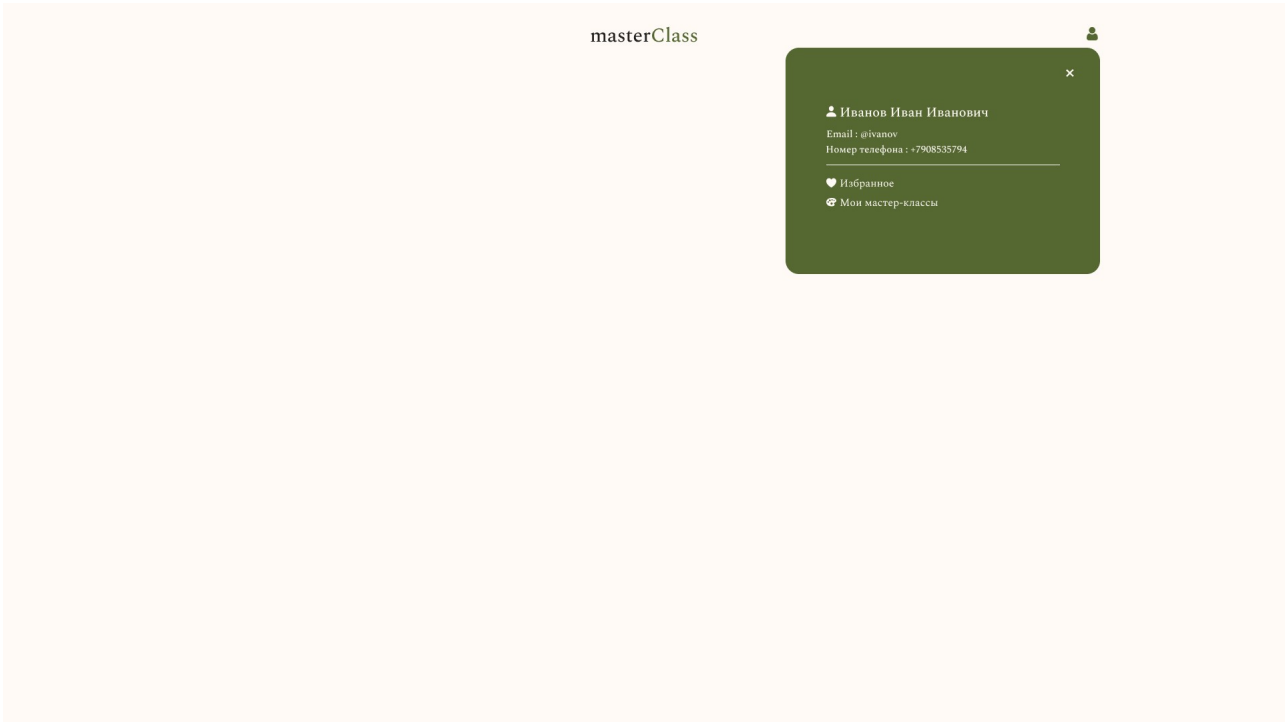 masterClass
Иванов Иван Иванович
Email : @ivanov
Номер телефона : +7908535794
Избранное
Мои мастер-классы